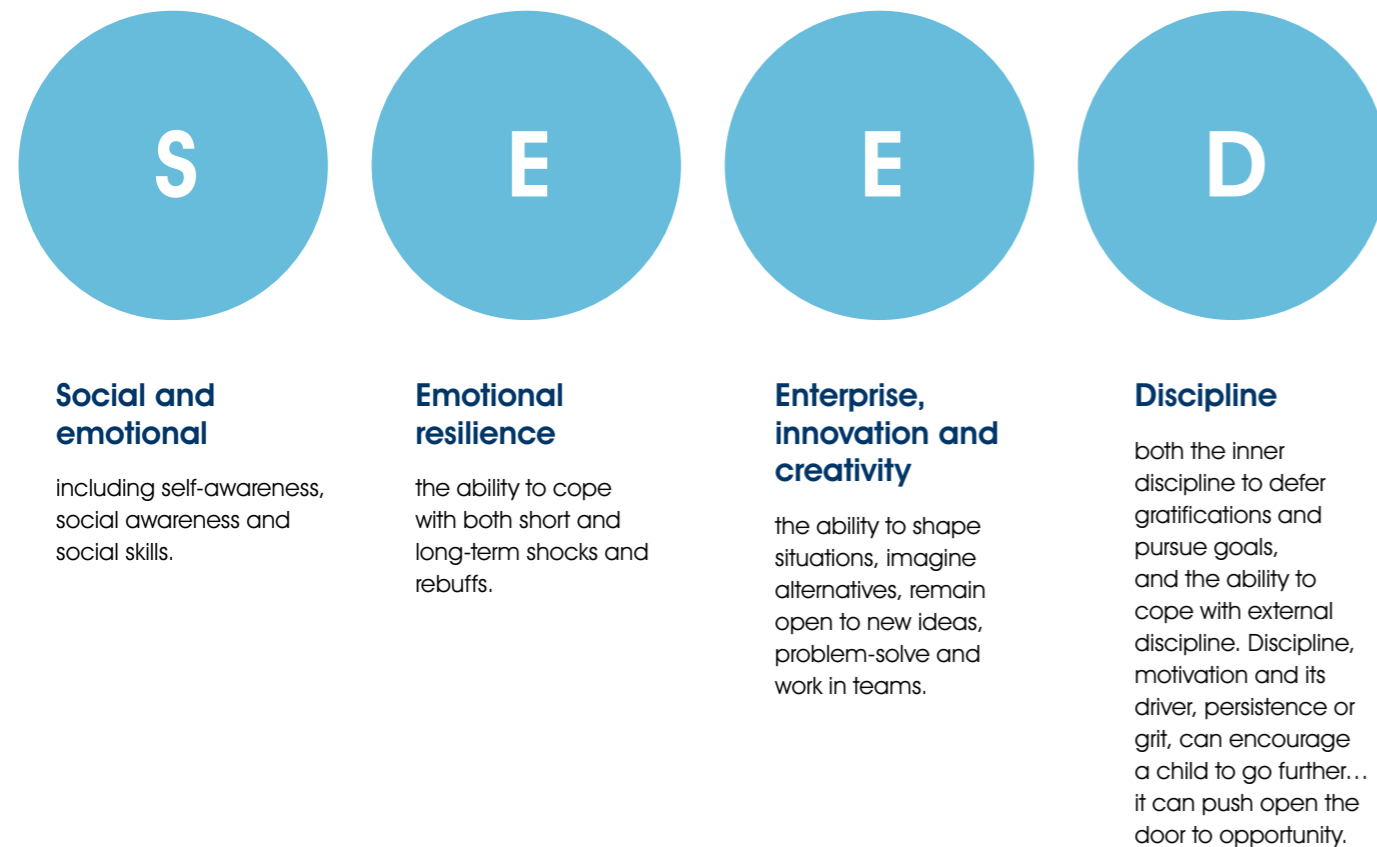 S
E
E
D
Social and
emotional
including self-awareness,
social awareness and
social skills.
Emotional
resilience
the ability to cope
with both short and
long-term shocks and
rebuffs.
Enterprise,
innovation and
creativity
the ability to shape
situations, imagine
alternatives, remain
open to new ideas,
problem-solve and
work in teams.
Discipline
both the inner
discipline to defer
gratifications and
pursue goals,
and the ability to
cope with external
discipline. Discipline,
motivation and its
driver, persistence or
grit, can encourage
a child to go further…
it can push open the
door to opportunity.